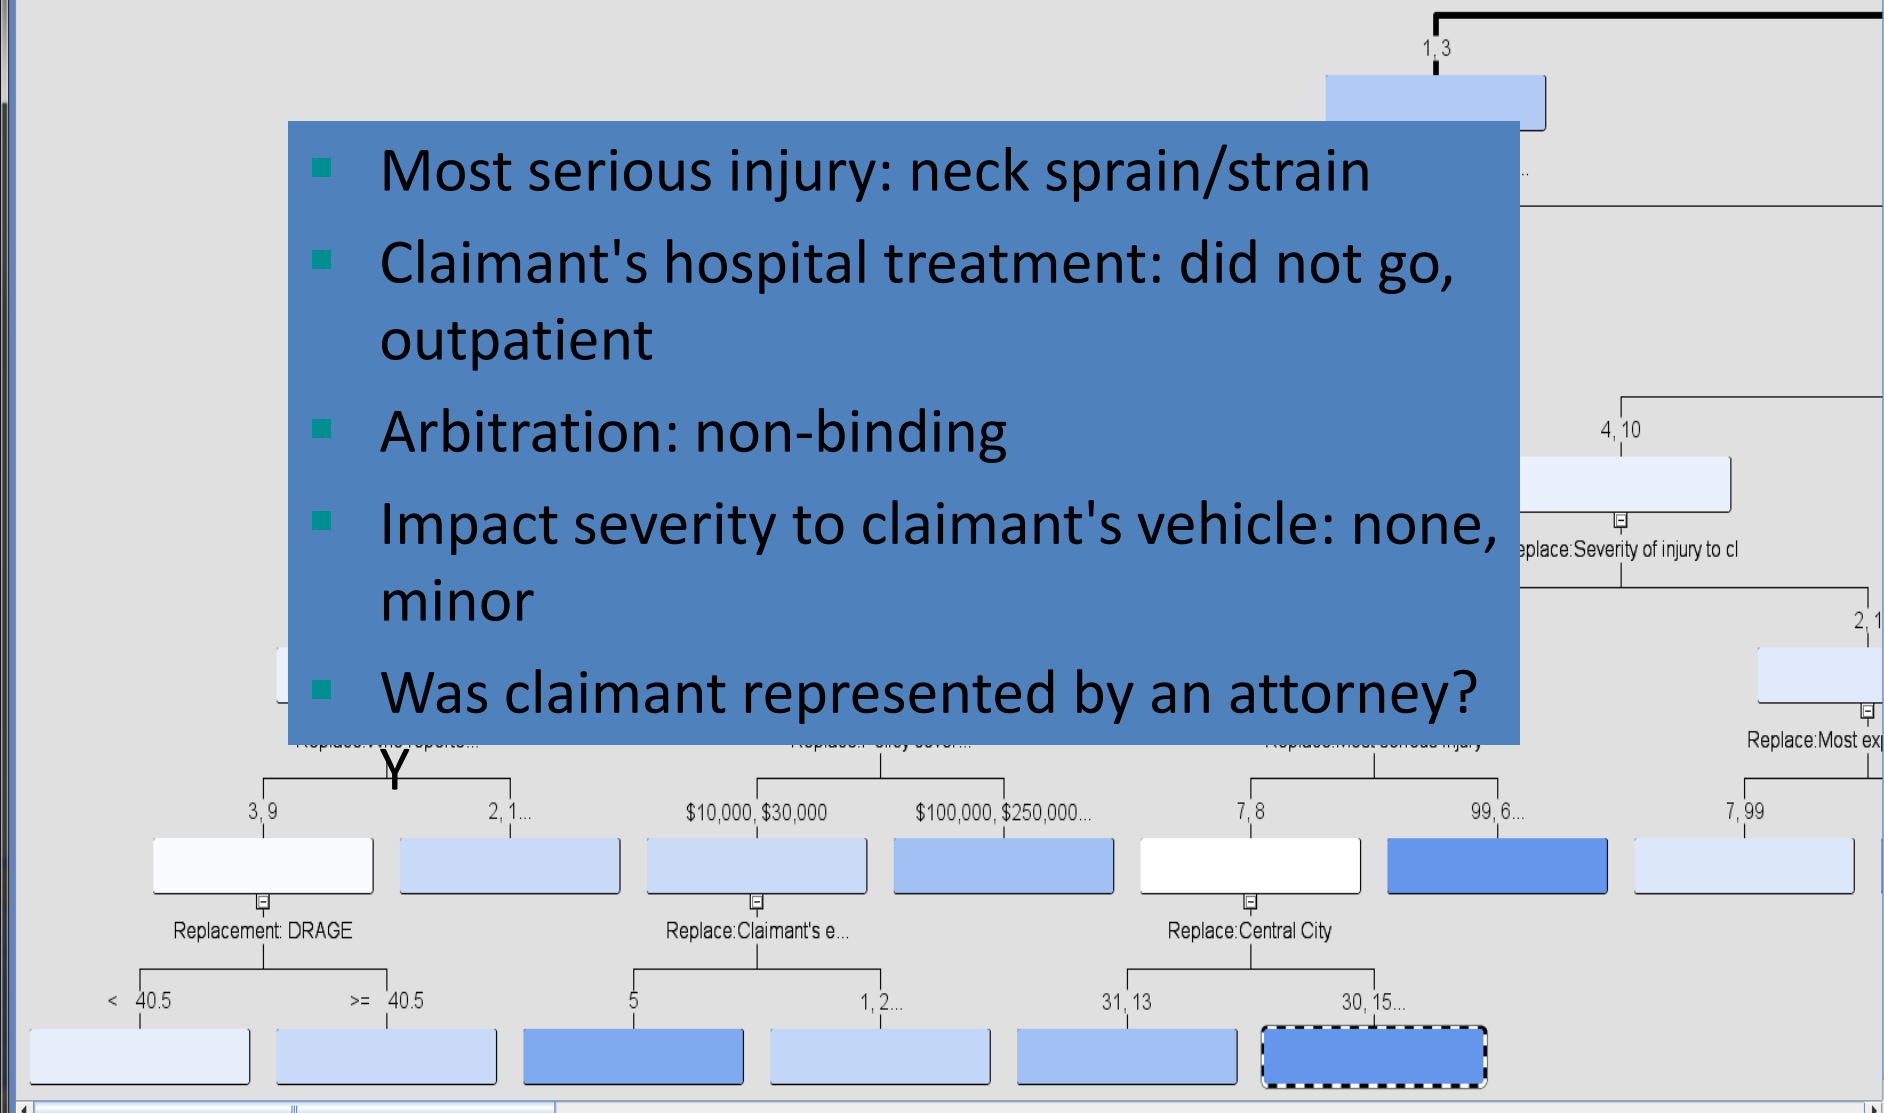 1, 3
Most serious injury: neck sprain/strain
Claimant's hospital treatment: did not go,
outpatient
Arbitration: non-binding
4, 10
Impact severity to claimant's vehicle: none,
eplace:Severity of injury to cl
minor
2, 1
Was claimant represented by an attorney?
Y
Replace:Most ex
3, 9
2, 1...
$10,000, $30,000
$100,000, $250,000...
7, 8
99, 6...
7, 99
Replacement: DRAGE
Replace:Claimant's e...
Replace:Central City
< 40.5
>= 40.5
5
1, 2...
31, 13
30, 15...